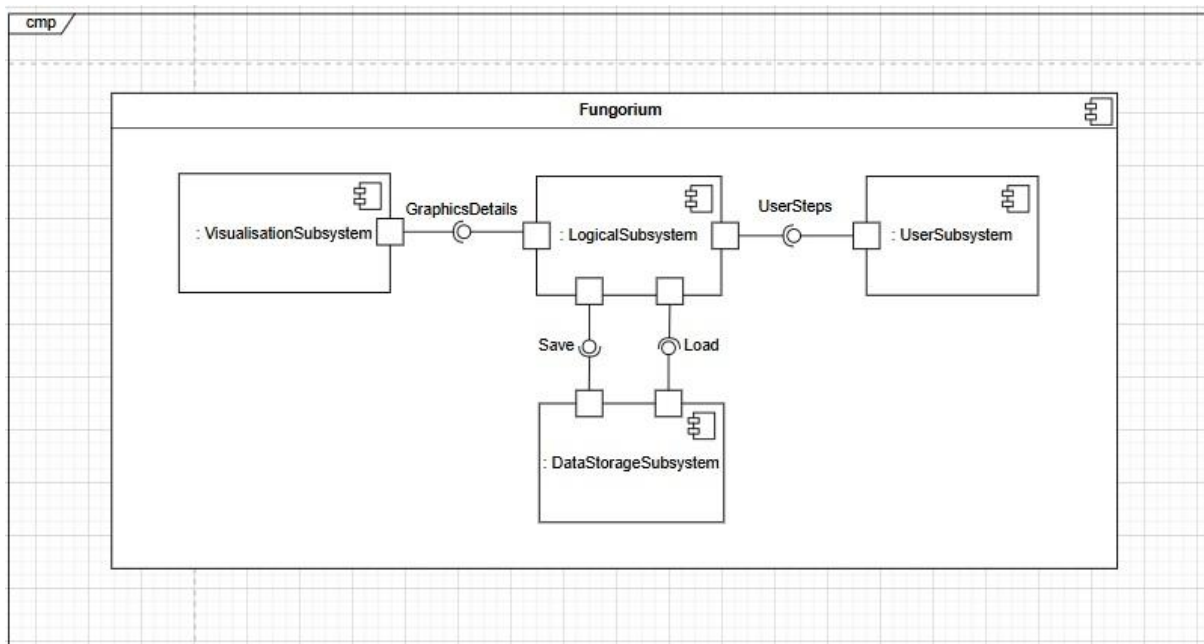 cmp
Fungorium
GraphicsDetails
UserSteps
: VisualisationSubsystem
: LogicalSubsystem
: UserSubsystem
Save
Load
: DataStorageSubsystem